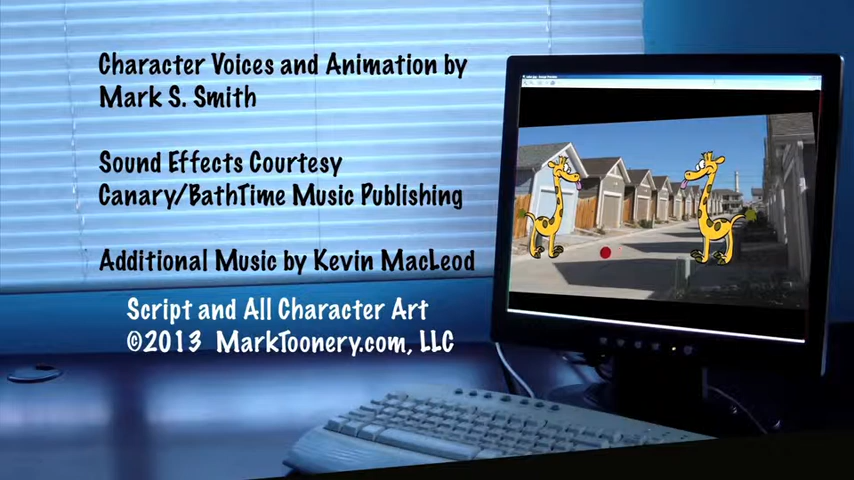 Character Voices and Animation by
Mark S. Smith
Sound Effects Courtesy
Canary/BathTime Music Publishing
Additional Music by Kevin MacLeod
Script and All Character Art
©2013 MarkToonery.com, LLC